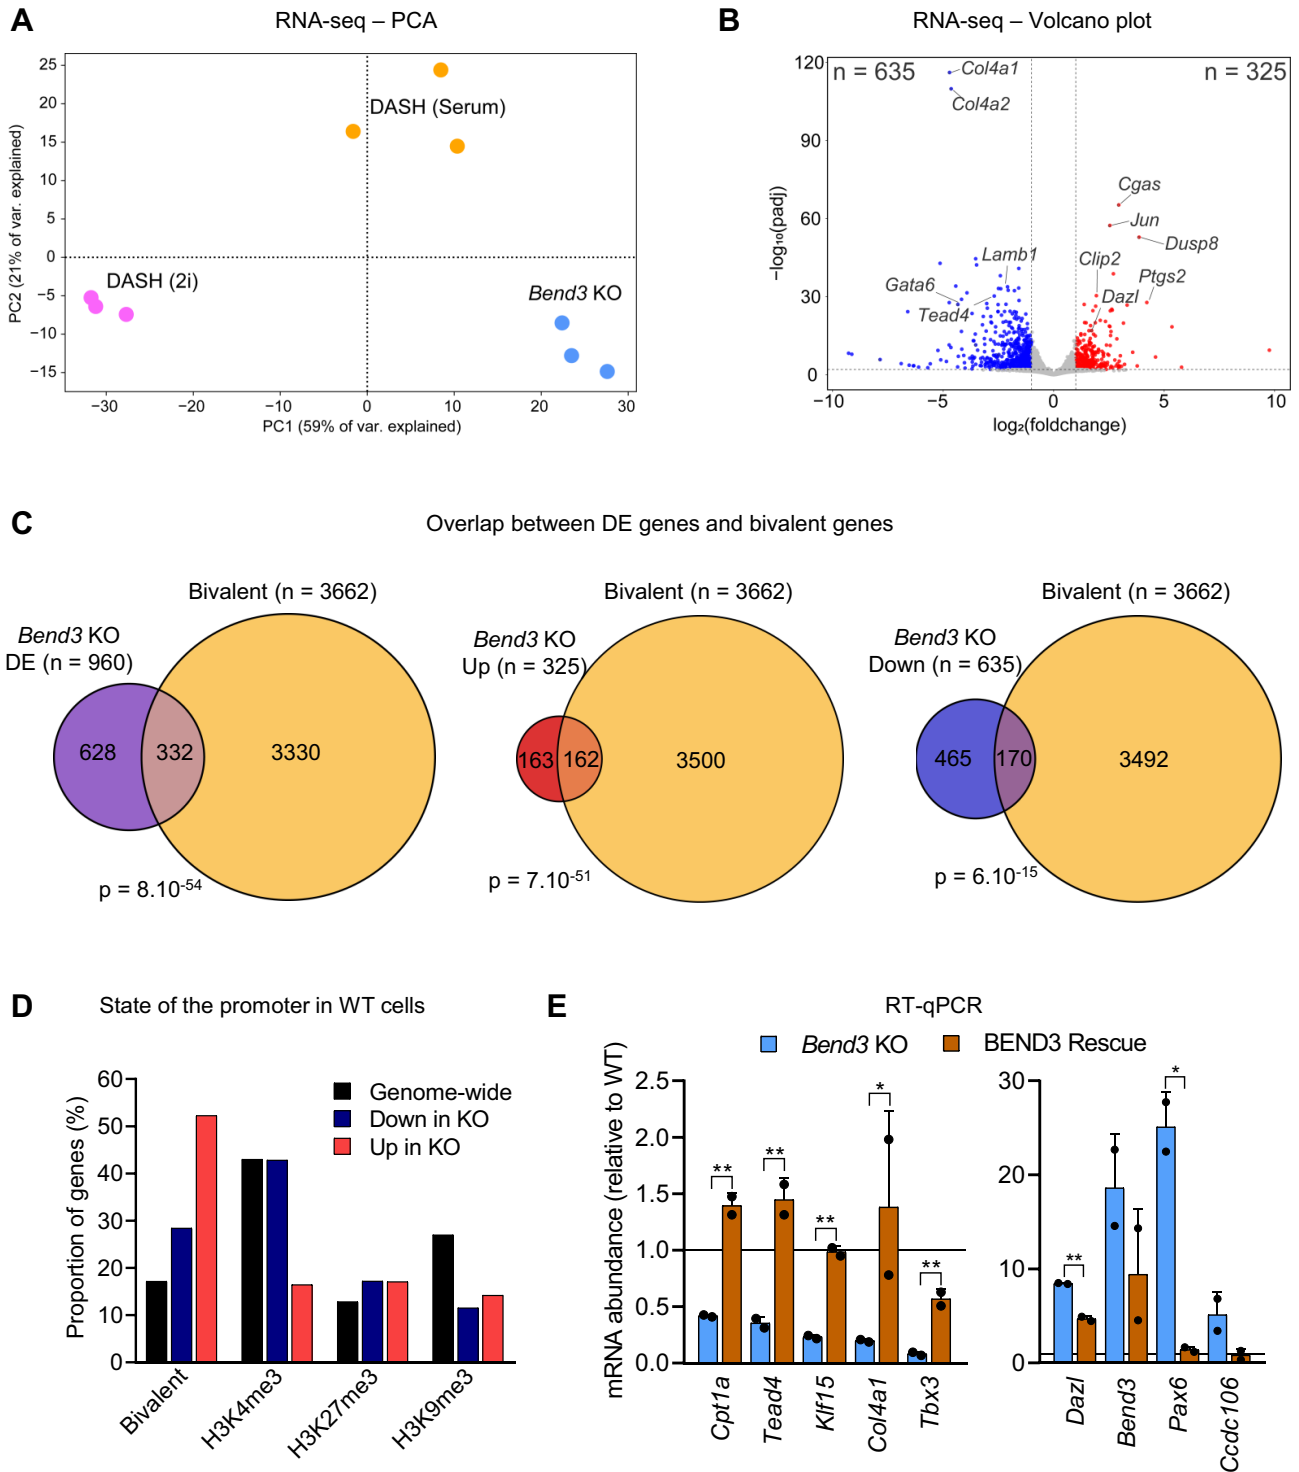 A
RNA-seq – PCA
25
20
15
10
5
0
−5
−10
−15
−30
−20
−10
0
10
20
30
PC2 (21% of var. explained)
PC1 (59% of var. explained)
DASH (Serum)
DASH (2i)
Bend3 KO
B
RNA-seq – Volcano plot
n = 635
n = 325
120
90
60
30
0
−10
−5
0
5
10
−log₁₀(padj)
log₂(foldchange)
Col4a1
Col4a2
Cgas
Jun
Dusp8
Lamb1
Clip2
Gata6
Ptgs2
Tead4
Dazl
C
Overlap between DE genes and bivalent genes
Bivalent (n = 3662)
Bend3 KO
DE (n = 960)
628
332
3330
p = 8.10-54
Bivalent (n = 3662)
Bend3 KO
Up (n = 325)
163
162
3500
p = 7.10-51
Bivalent (n = 3662)
Bend3 KO
Down (n = 635)
465
170
3492
p = 6.10-15
D
State of the promoter in WT cells
Proportion of genes (%)
60
50
40
30
20
10
0
Genome-wide
Down in KO
Up in KO
Bivalent
H3K4me3
H3K27me3
H3K9me3
E
RT-qPCR
Bend3 KO
BEND3 Rescue
mRNA abundance (relative to WT)
2.5
2.0
1.5
1.0
0.5
0.0
**
**
**
*
**
Cpt1a
Tead4
Klf15
Col4a1
Tbx3
30
20
10
0
**
*
Dazl
Bend3
Pax6
Ccdc106